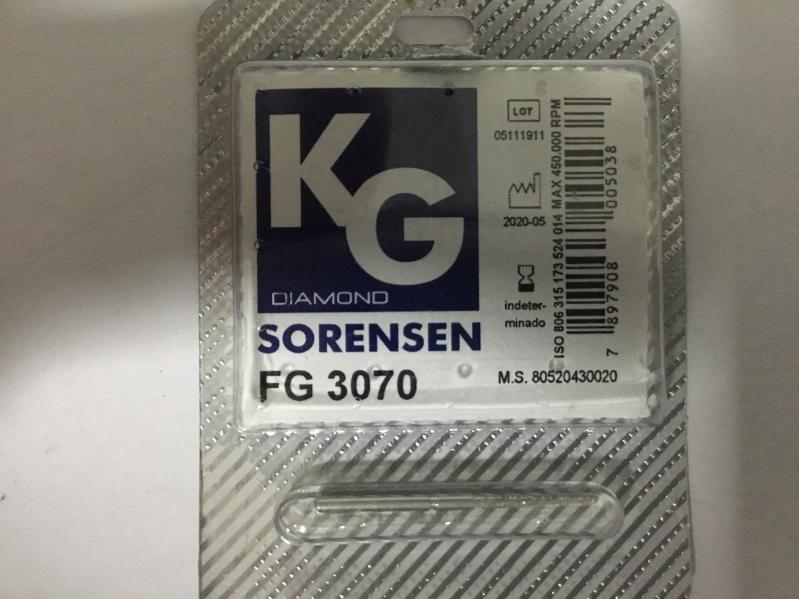 KG
DIAMOND
SORENSEN
FG 3070
LOT
05111911
2020-05
indeter-
minado
M.S. 80520430020
ISO 806 315 173 524 014 MAX 450.000 RPM
7 897908 005038